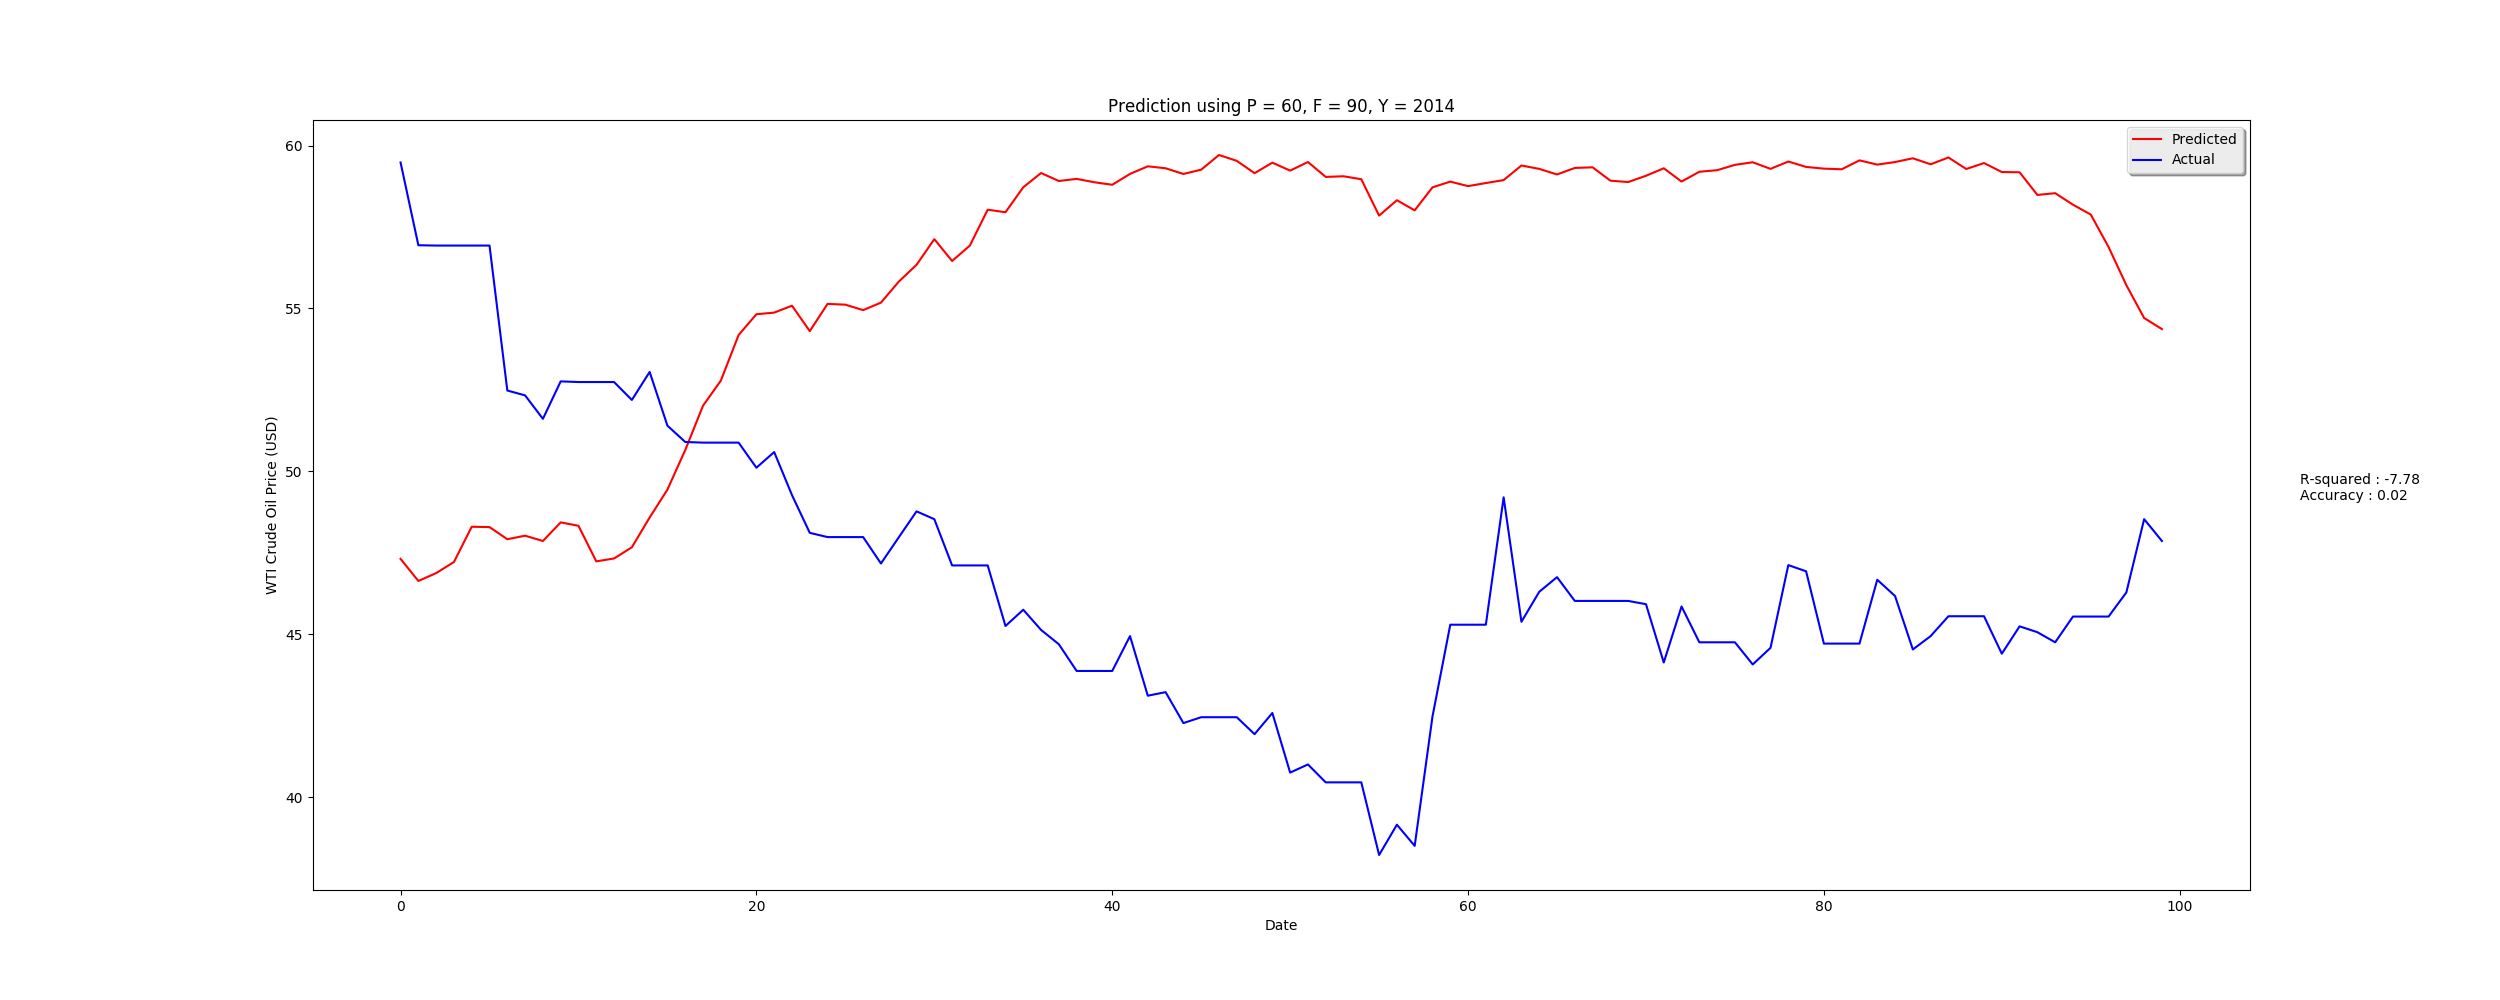 Prediction using P = 60, F = 90, Y = 2014
Predicted
Actual
60
55
50
45
40
WTI Crude Oil Price (USD)
R-squared : -7.78
Accuracy : 0.02
0 20 40 60 80 100
Date